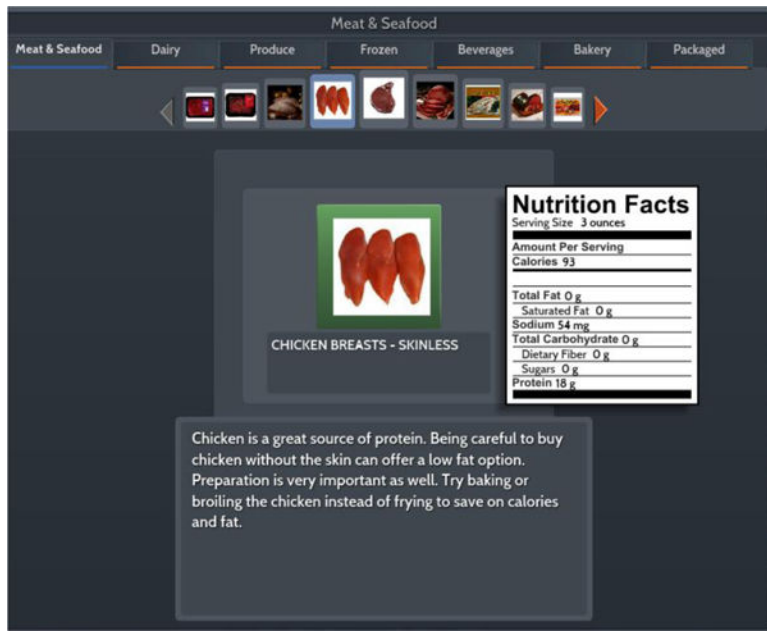 Meat & Seafood
Meat & Seafood
Dairy
Produce
Frozen
Beverages
Bakery
Packaged
Nutrition Facts
Serving Size 3 ounces
Amount Per Serving
Calories 93
Total Fat 0 g
Saturated Fat 0 g
Sodium 54 mg
Total Carbohydrate 0 g
Dietary Fiber 0 g
Sugars 0 g
Protein 18 g
CHICKEN BREASTS - SKINLESS
Chicken is a great source of protein. Being careful to buy
chicken without the skin can offer a low fat option.
Preparation is very important as well. Try baking or
broiling the chicken instead of frying to save on calories
and fat.